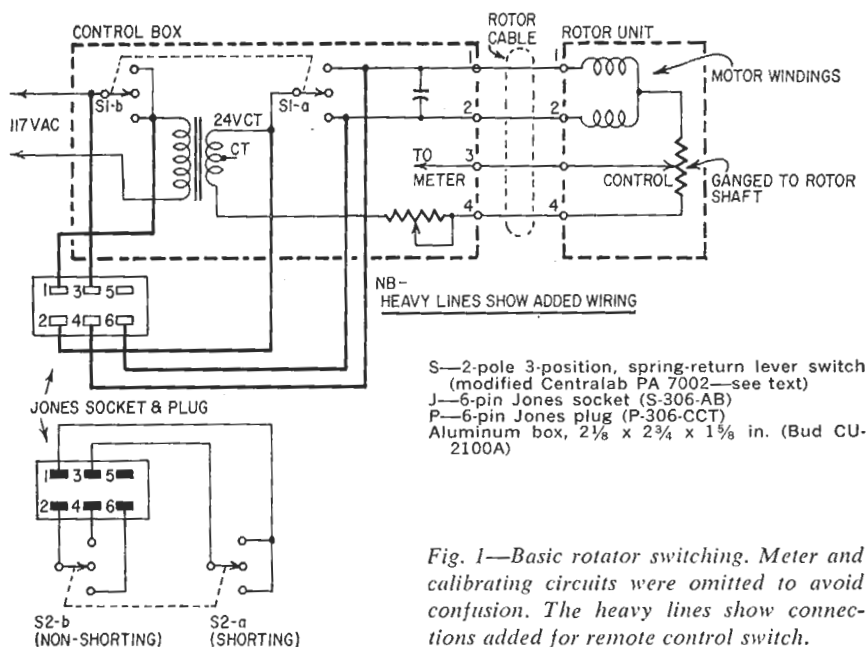 CONTROL BOX
ROTOR CABLE
ROTOR UNIT
S1-b
S1-a
117VAC
24VCT
CT
1
1
MOTOR WINDINGS
2
2
TO METER
3
CONTROL
GANGED TO ROTOR SHAFT
4
4
NB-
HEAVY LINES SHOW ADDED WIRING
1 3 5
2 4 6
JONES SOCKET & PLUG
1 3 5
2 4 6
S2-b
(NON-SHORTING)
S2-a
(SHORTING)
S—2-pole 3-position, spring-return lever switch
(modified Centralab PA 7002—see text)
J—6-pin Jones socket (S-306-AB)
P—6-pin Jones plug (P-306-CCT)
Aluminum box, 2⅛ x 2¾ x 1⅝ in. (Bud CU-
2100A)
Fig. 1—Basic rotator switching. Meter and
calibrating circuits were omitted to avoid
confusion. The heavy lines show connec-
tions added for remote control switch.